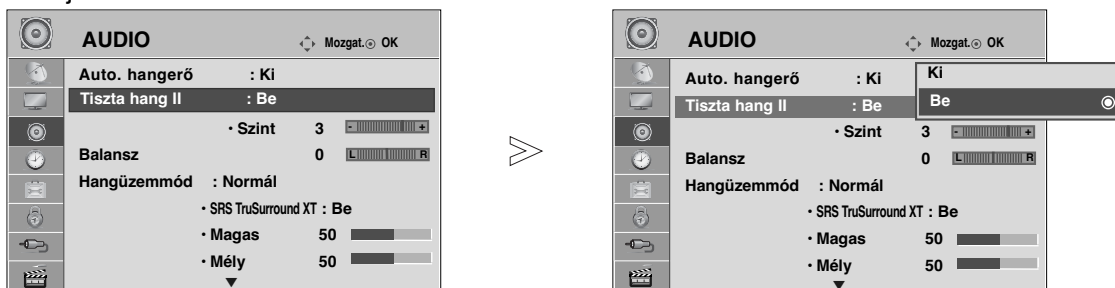 AUDIO Mozgat. OK
Auto. hangerő : Ki
Tiszta hang II : Be
• Szint 3 - +
Balansz 0 L R
Hangüzemmód : Normál
• SRS TruSurround XT : Be
• Magas 50
• Mély 50
AUDIO Mozgat. OK
Auto. hangerő : Ki
Tiszta hang II : Be
Ki
Be
• Szint 3 - +
Balansz 0 L R
Hangüzemmód : Normál
• SRS TruSurround XT : Be
• Magas 50
• Mély 50